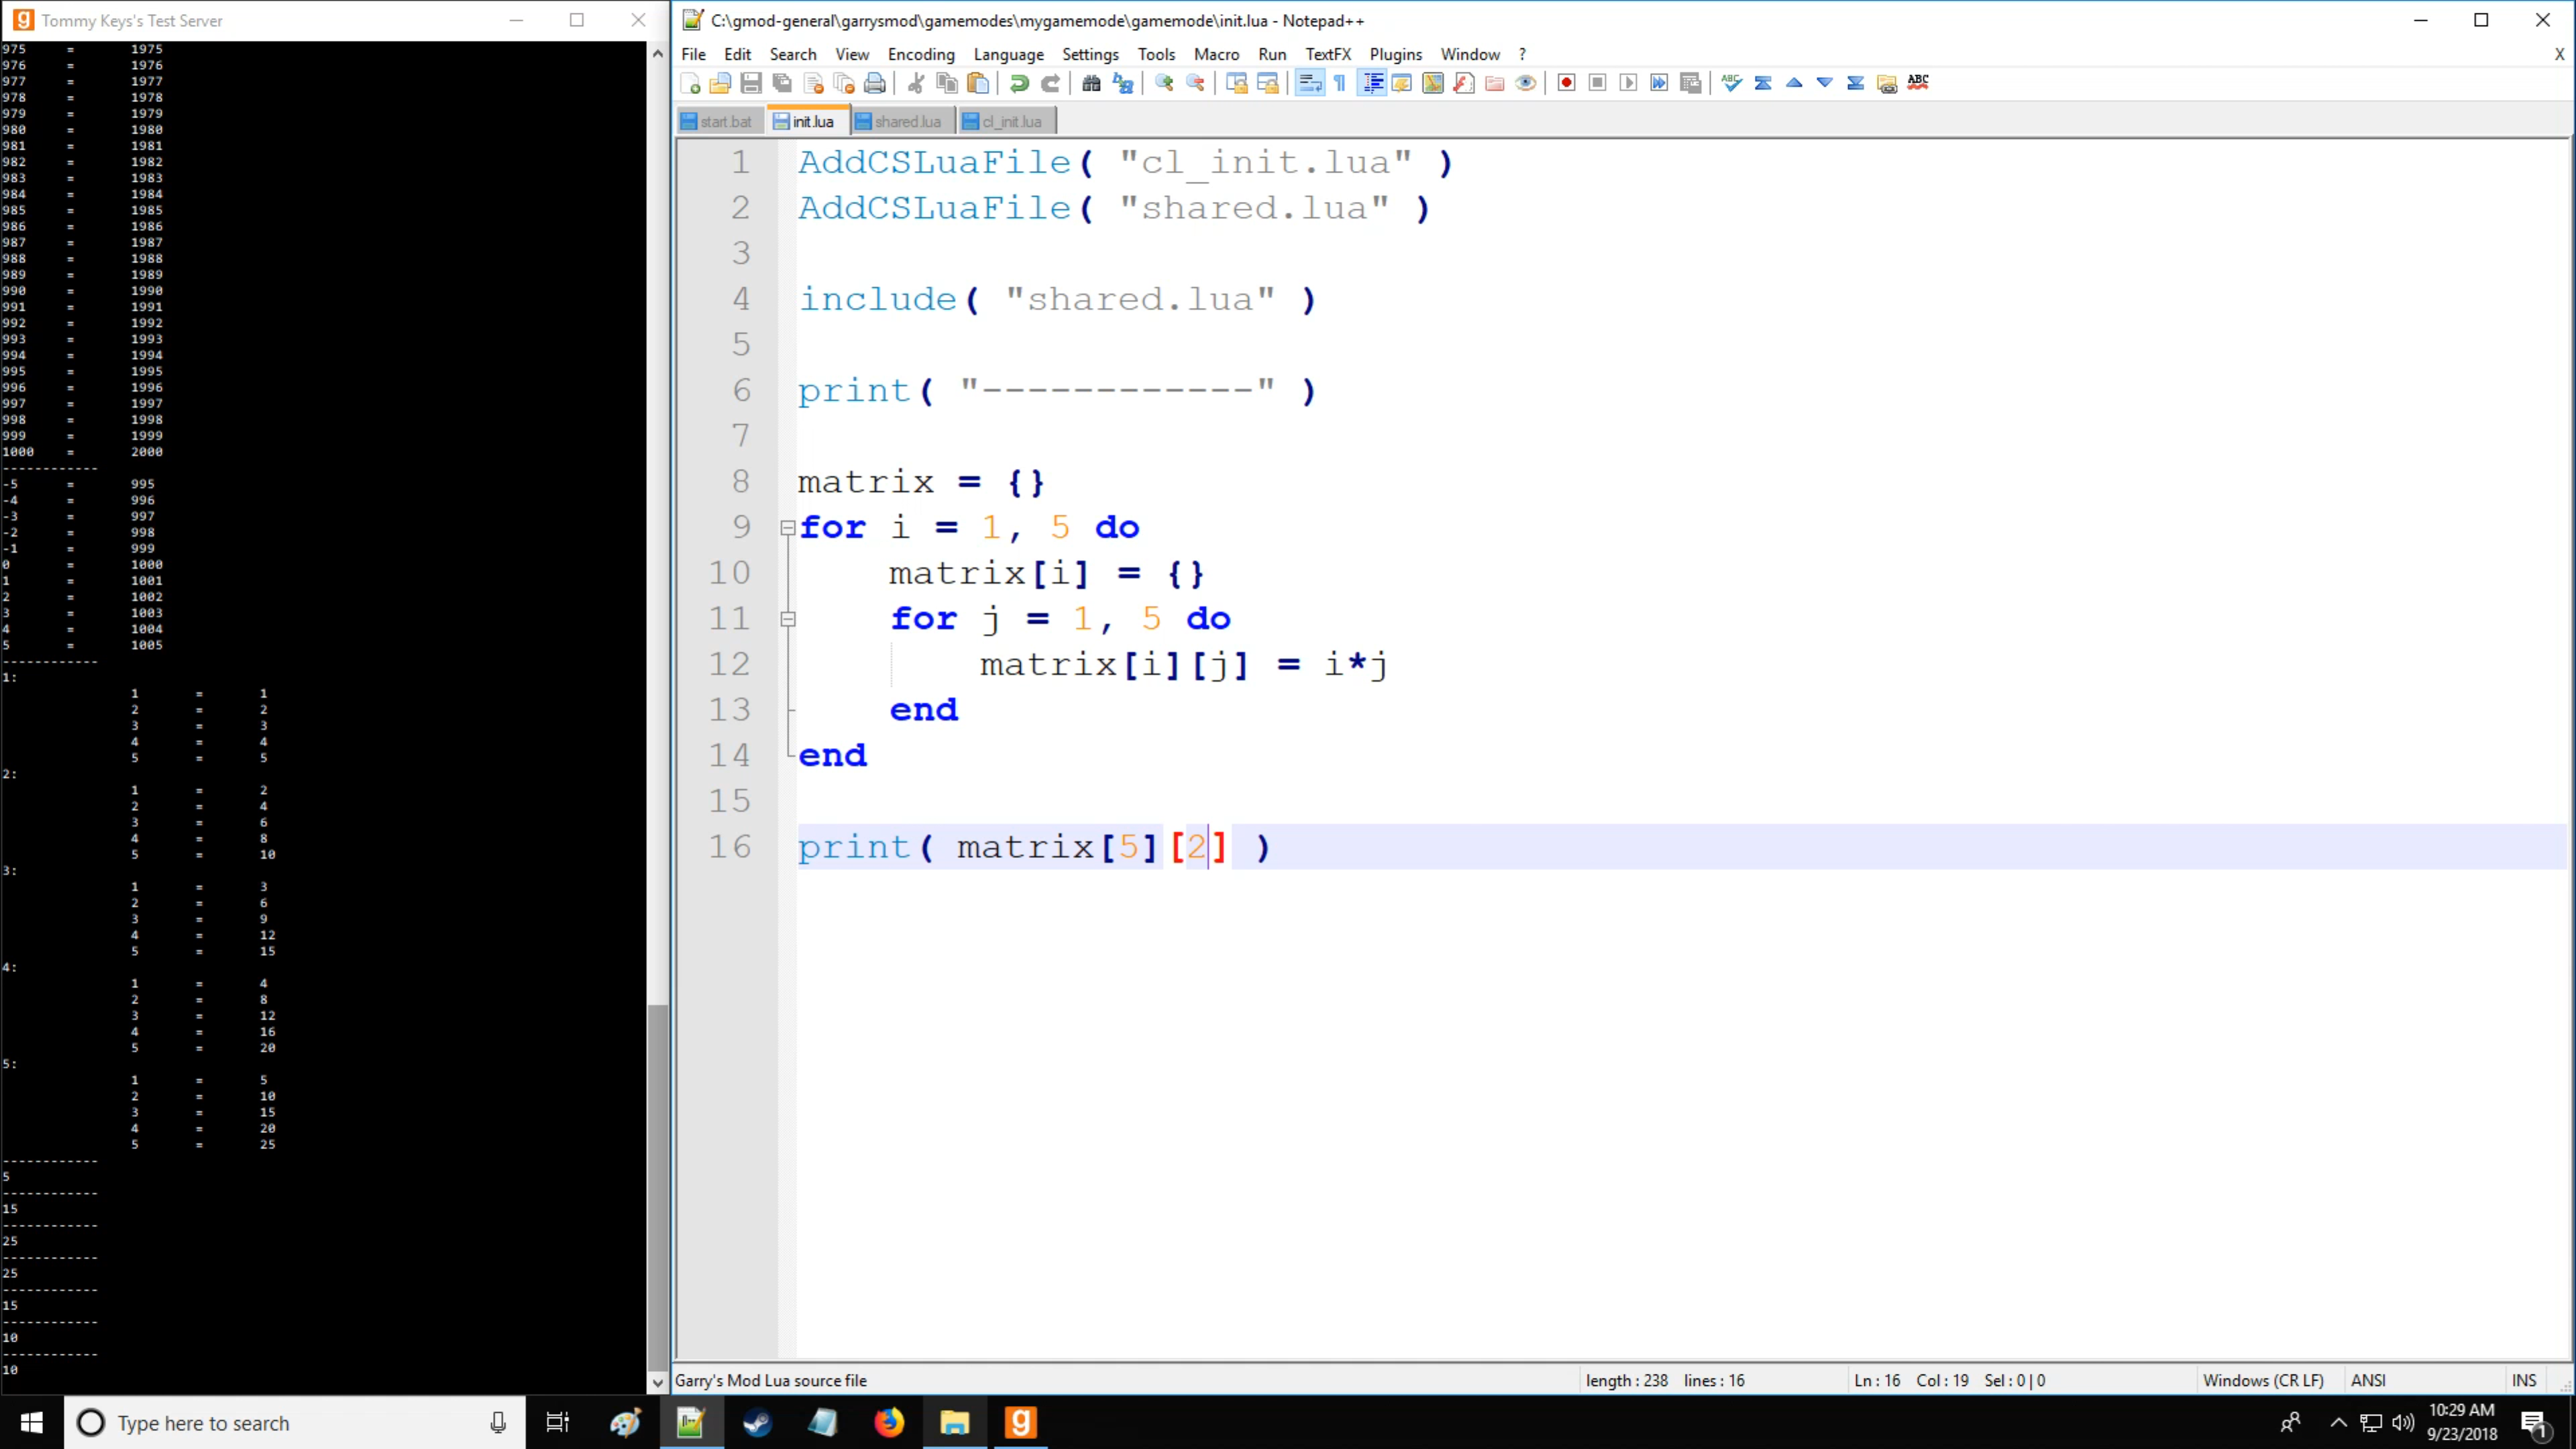 Tommy Keys's Test Server
975 = 1975
976 = 1976
977 = 1977
978 = 1978
979 = 1979
980 = 1980
981 = 1981
982 = 1982
983 = 1983
984 = 1984
985 = 1985
986 = 1986
987 = 1987
988 = 1988
989 = 1989
990 = 1990
991 = 1991
992 = 1992
993 = 1993
994 = 1994
995 = 1995
996 = 1996
997 = 1997
998 = 1998
999 = 1999
1000 = 2000
------------
-5 = 995
-4 = 996
-3 = 997
-2 = 998
-1 = 999
0 = 1000
1 = 1001
2 = 1002
3 = 1003
4 = 1004
5 = 1005
------------
1:
1 = 1
2 = 2
3 = 3
4 = 4
5 = 5
2:
1 = 2
2 = 4
3 = 6
4 = 8
5 = 10
3:
1 = 3
2 = 6
3 = 9
4 = 12
5 = 15
4:
1 = 4
2 = 8
3 = 12
4 = 16
5 = 20
5:
1 = 5
2 = 10
3 = 15
4 = 20
5 = 25
------------
5
------------
15
------------
25
------------
25
------------
15
------------
10
------------
10
C:\gmod-general\garrysmod\gamemodes\mygamemode\gamemode\init.lua - Notepad++
File Edit Search View Encoding Language Settings Tools Macro Run TextFX Plugins Window ? X
start.bat init.lua shared.lua cl_init.lua
1 AddCSLuaFile( "cl_init.lua" )
2 AddCSLuaFile( "shared.lua" )
3
4 include( "shared.lua" )
5
6 print( "------------" )
7
8 matrix = {}
9 for i = 1, 5 do
10 matrix[i] = {}
11 for j = 1, 5 do
12 matrix[i][j] = i*j
13 end
14 end
15
16 print( matrix[5][2] )
Garry's Mod Lua source file length : 238 lines : 16 Ln : 16 Col : 19 Sel : 0 | 0 Windows (CR LF) ANSI INS
Type here to search
10:29 AM
9/23/2018
1